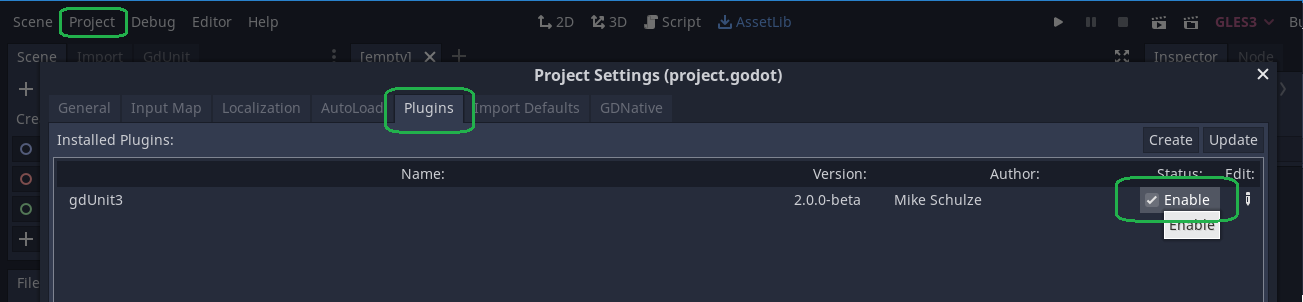 Scene Project Debug Editor Help 2D 3D Script AssetLib GLES3 Bu
Scene Import GdUnit [empty] Inspector Node
Project Settings (project.godot)
General Input Map Localization AutoLoad Plugins Import Defaults GDNative
Cre
Installed Plugins: Create Update
Name: Version: Author: Status: Edit:
gdUnit3 2.0.0-beta Mike Schulze Enable
Enable
File